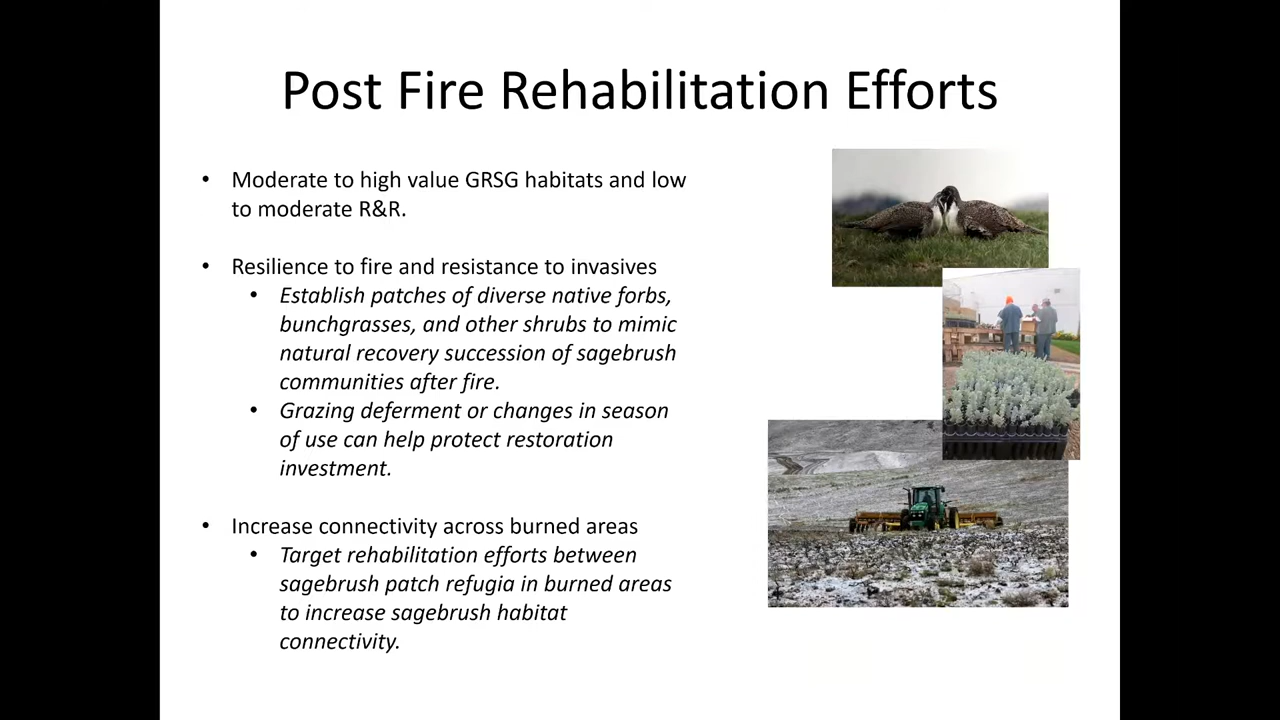 Post Fire Rehabilitation Efforts
• Moderate to high value GRSG habitats and low
to moderate R&R.
• Resilience to fire and resistance to invasives
• Establish patches of diverse native forbs,
bunchgrasses, and other shrubs to mimic
natural recovery succession of sagebrush
communities after fire.
• Grazing deferment or changes in season
of use can help protect restoration
investment.
• Increase connectivity across burned areas
• Target rehabilitation efforts between
sagebrush patch refugia in burned areas
to increase sagebrush habitat
connectivity.